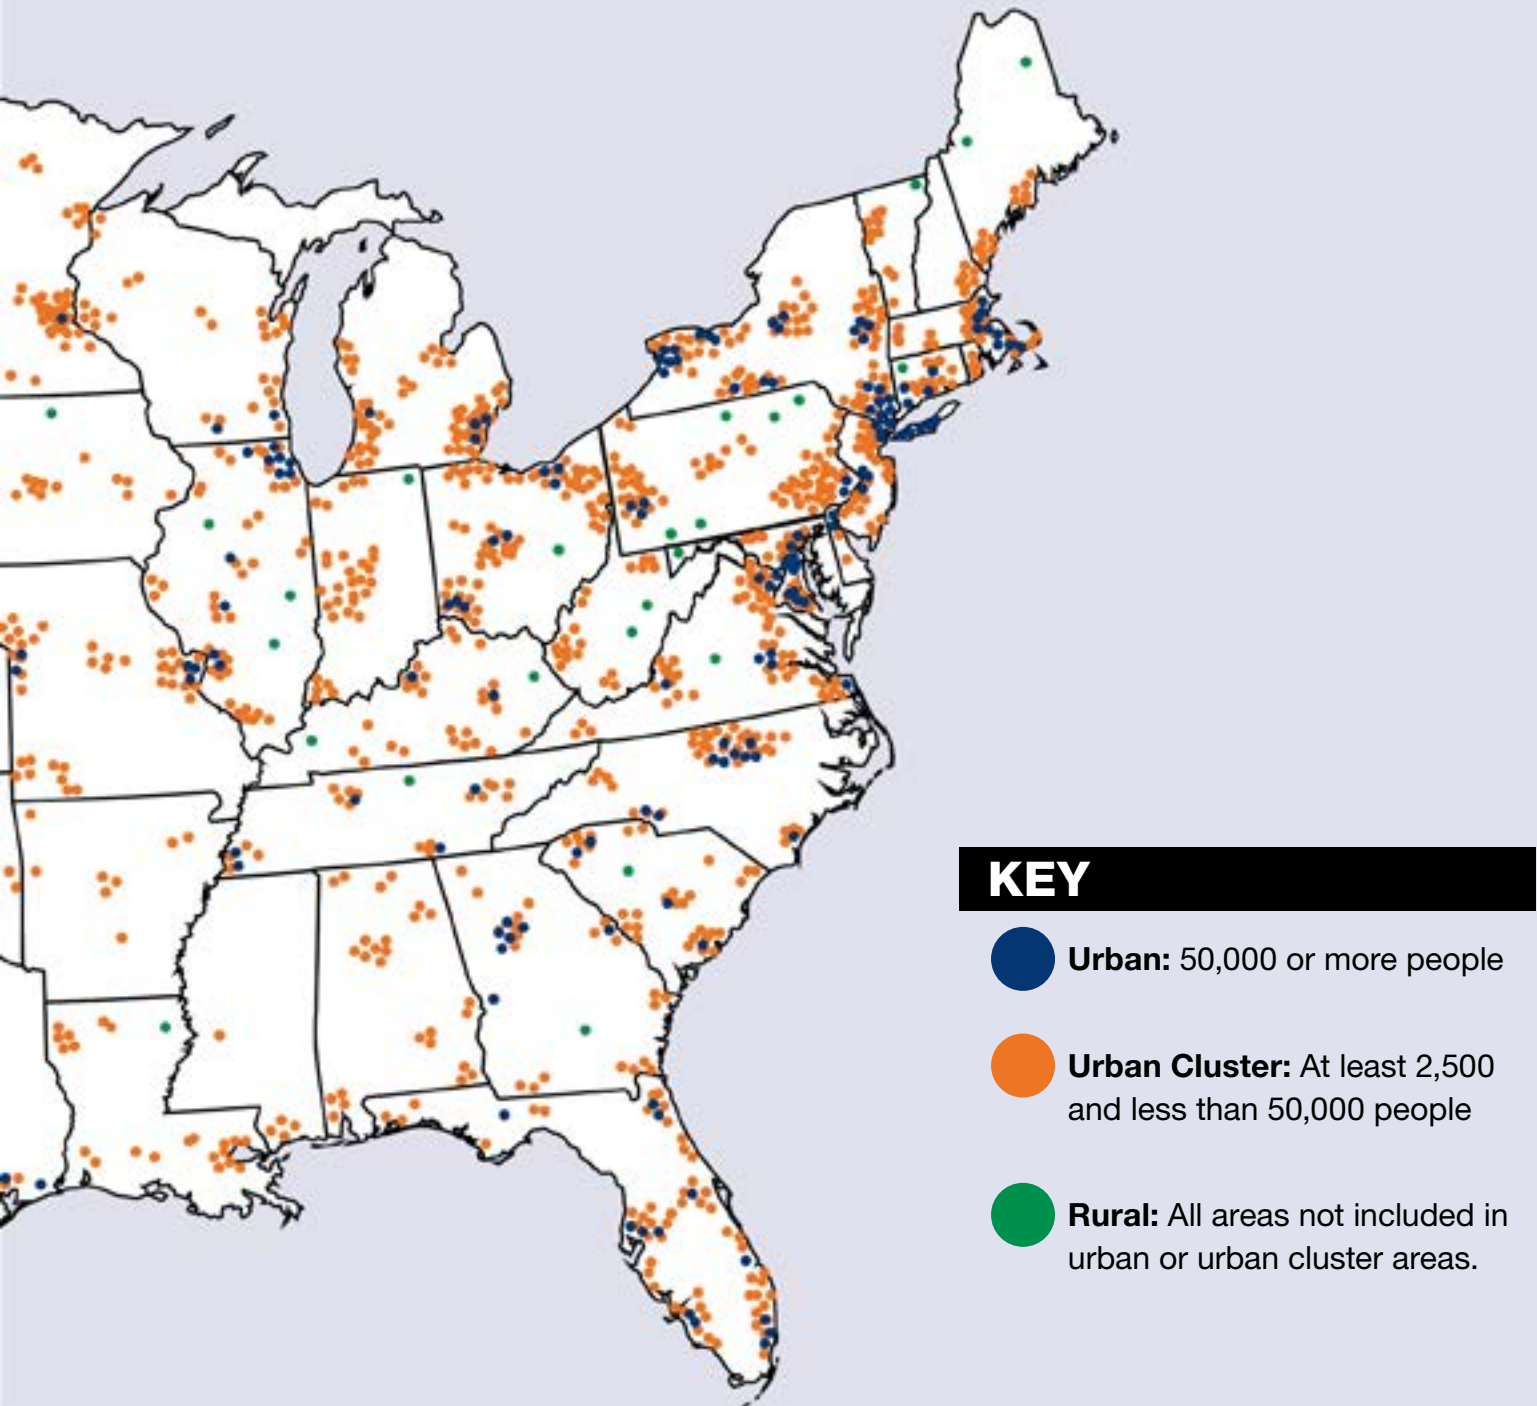 KEY
Urban: 50,000 or more people
Urban Cluster: At least 2,500
and less than 50,000 people
Rural: All areas not included in
urban or urban cluster areas.